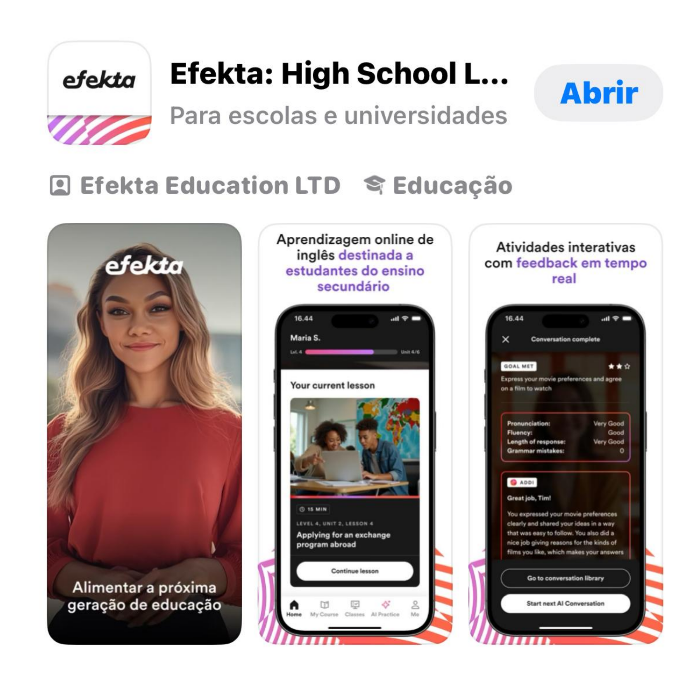 efekta
Efekta: High School L...
Abrir
Para escolas e universidades
Efekta Education LTD
Educação
efekta
Alimentar a próxima
geração de educação
Aprendizagem online de
inglês destinada a
estudantes do ensino
secundário
16.44
Maria S.
Lvl. 4
Unit 4/6
Your current lesson
15 MIN
LEVEL 4, UNIT 2, LESSON 4
Applying for an exchange
program abroad
Continue lesson
Home
My Course
Classes
AI Practice
Me
Atividades interativas
com feedback em tempo
real
16.44
Conversation complete
GOAL MET
Express your movie preferences and agree
on a film to watch
Pronunciation: Very Good
Fluency: Good
Length of response: Very Good
Grammar mistakes: 0
ADDI
Great job, Tim!
You expressed your movie preferences
clearly and shared your ideas in a way
that was easy to follow. You also did a
nice job giving reasons for the kinds of
films you like, which makes your answers
Go to conversation library
Start next AI Conversation